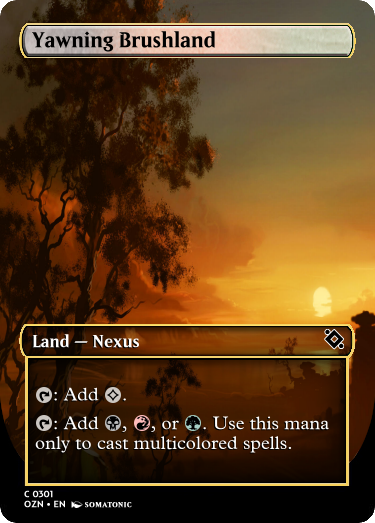 Yawning Brushland
Land — Nexus
: Add .
: Add , , or . Use this mana
only to cast multicolored spells.
C 0301
OZN • EN SOMATONIC